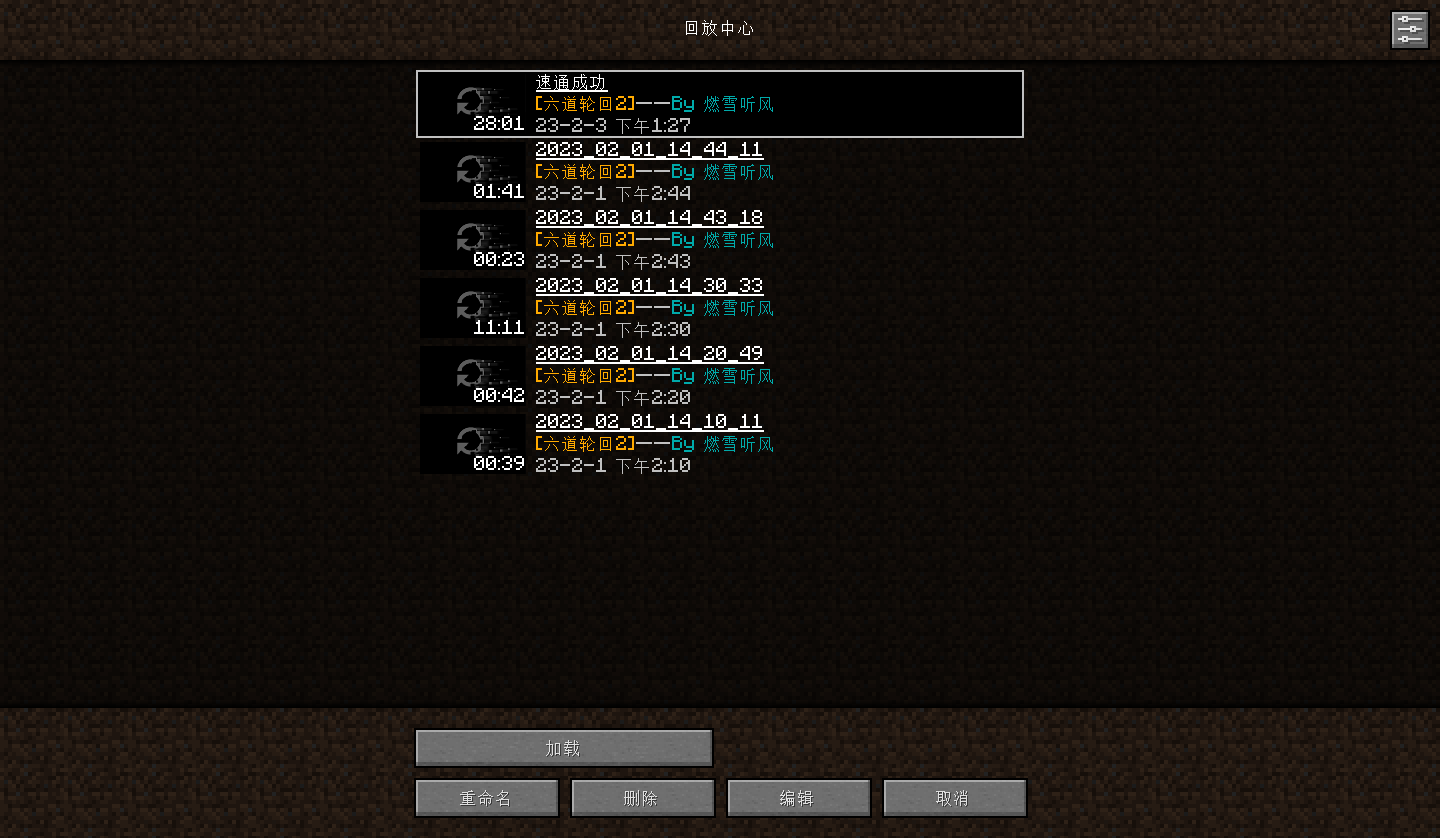 回放中心
速通成功
[六道轮回2]——By 燃雪听风
28:01
23-2-3 下午1:27
2023_02_01_14_44_11
[六道轮回2]——By 燃雪听风
01:41
23-2-1 下午2:44
2023_02_01_14_43_18
[六道轮回2]——By 燃雪听风
00:23
23-2-1 下午2:43
2023_02_01_14_30_33
[六道轮回2]——By 燃雪听风
11:11
23-2-1 下午2:30
2023_02_01_14_20_49
[六道轮回2]——By 燃雪听风
00:42
23-2-1 下午2:20
2023_02_01_14_10_11
[六道轮回2]——By 燃雪听风
00:39
23-2-1 下午2:10
加载
重命名
删除
编辑
取消